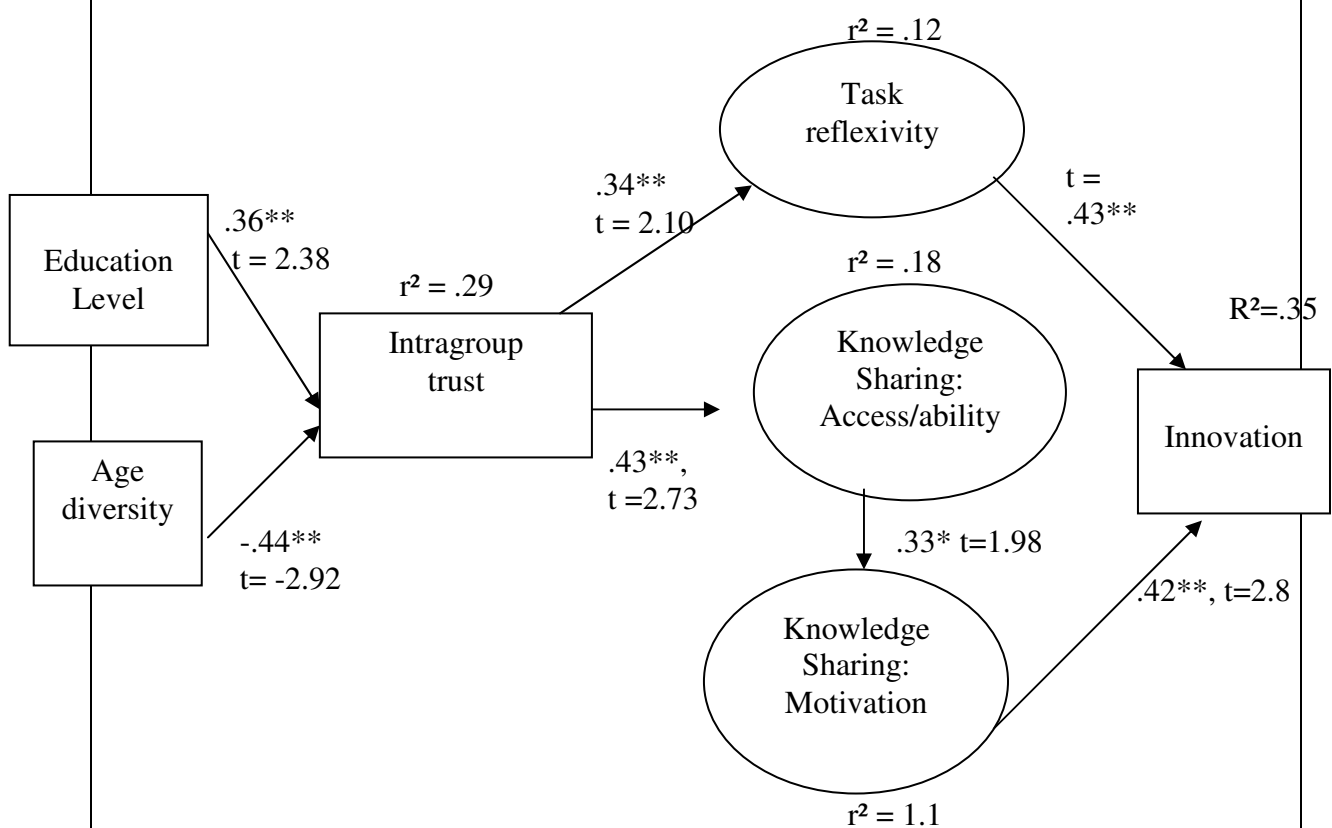 r² = .12
Task
reflexivity
.34**
t = 2.10
t =
.43**
.36**
t = 2.38
Education
Level
r² = .29
r² = .18
R²=.35
Intragroup
trust
Knowledge
Sharing:
Access/ability
Innovation
Age
diversity
.43**,
t =2.73
-.44**
t= -2.92
.33* t=1.98
.42**, t=2.8
Knowledge
Sharing:
Motivation
r² = 1.1